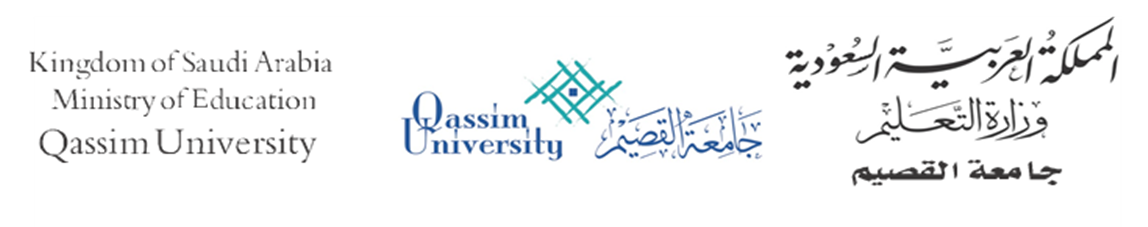 Kingdom of Saudi Arabia
Ministry of Education
Qassim University
Qassim
University
جامعة القصيم
المملكة العربية السعودية
وزارة التعليم
جامعة القصيم